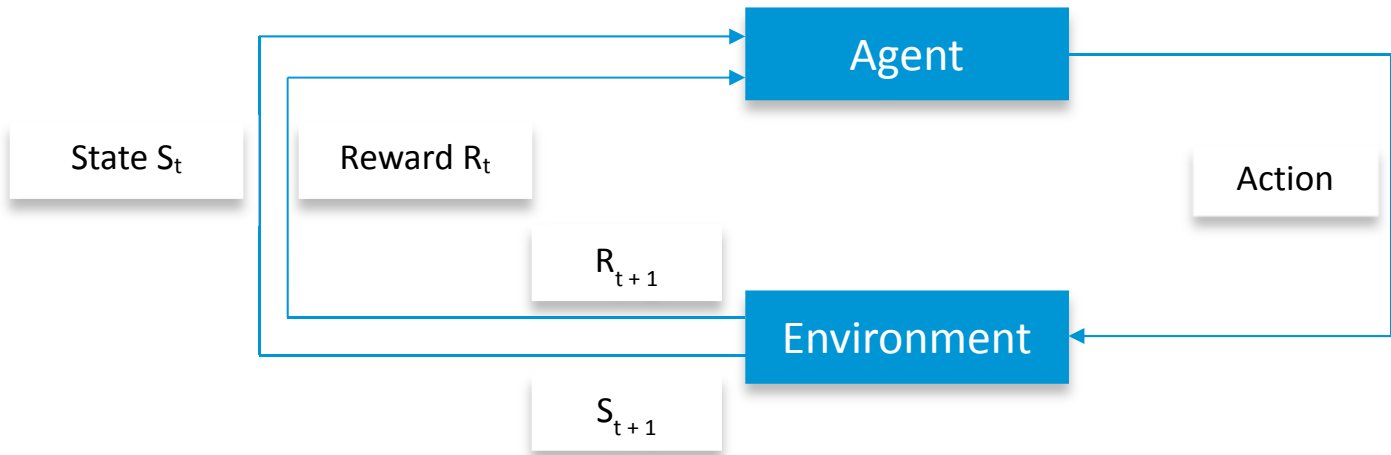 Agent
State Sₜ
Reward Rₜ
Action
Rₜ ₊ ₁
Environment
Sₜ ₊ ₁